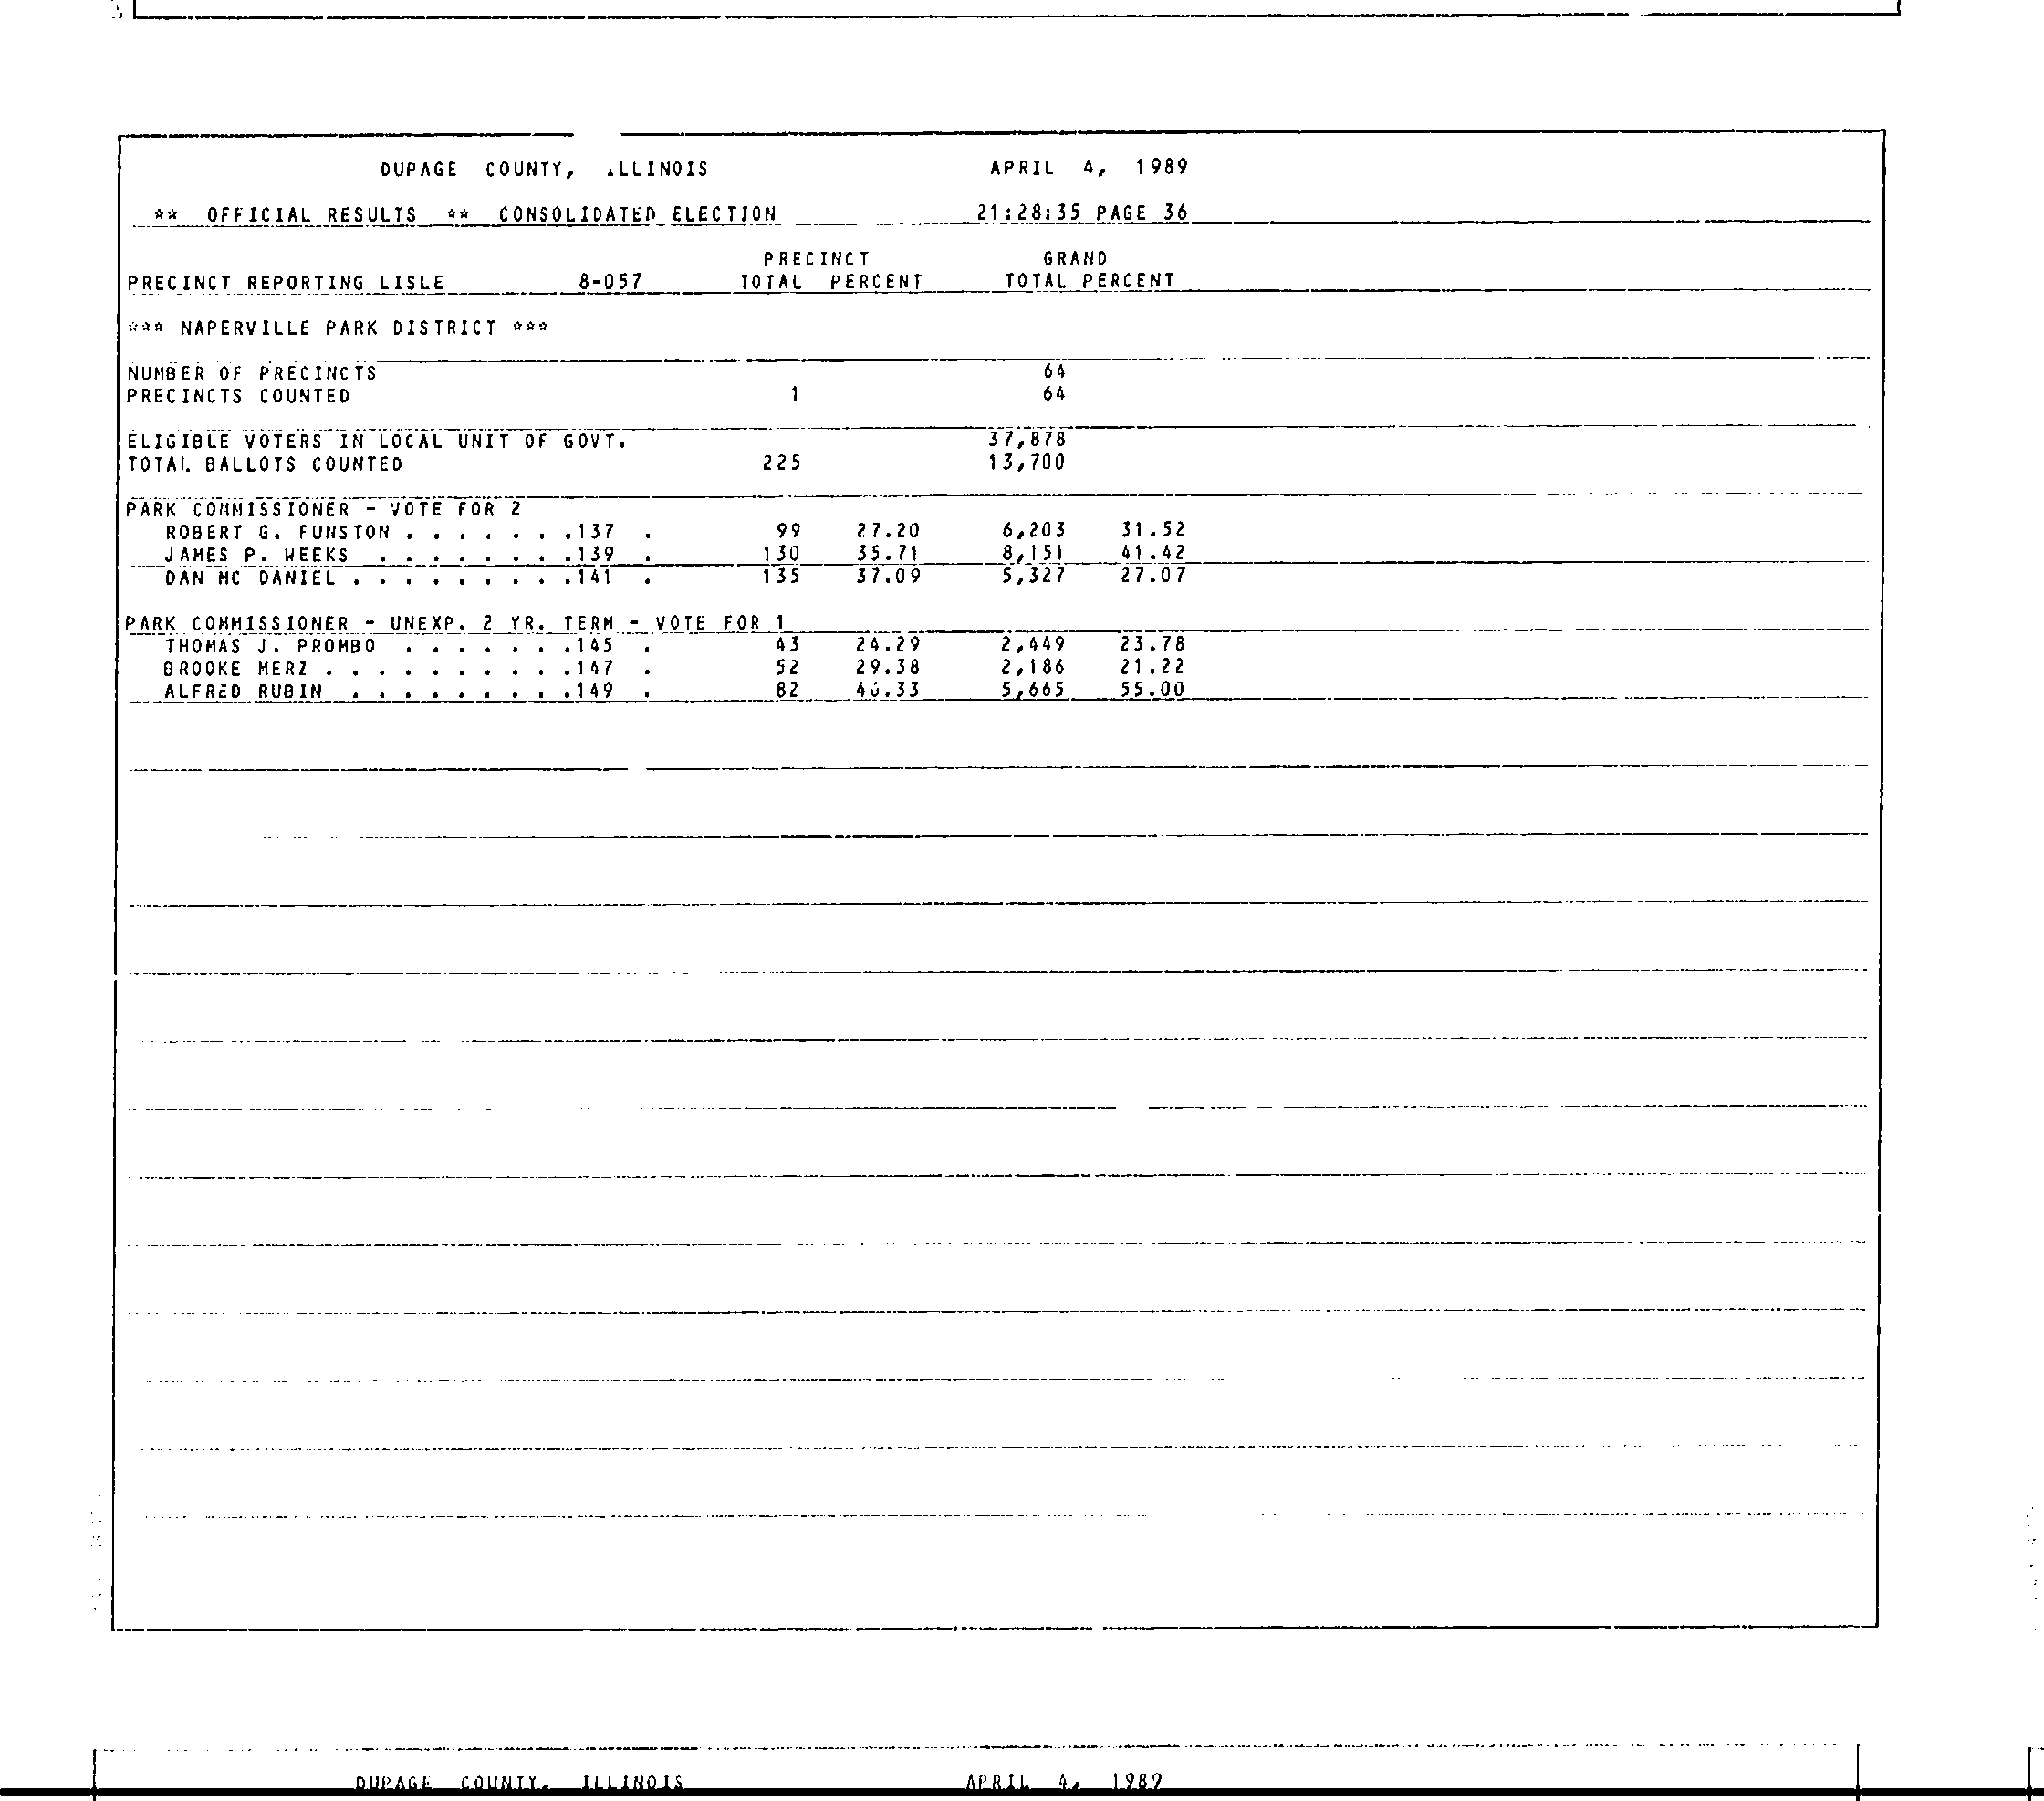 DUPAGE COUNTY, ILLINOIS APRIL 4, 1989
** OFFICIAL RESULTS ** CONSOLIDATED ELECTION 21:28:35 PAGE 36
PRECINCT GRAND
PRECINCT REPORTING LISLE 8-057 TOTAL PERCENT TOTAL PERCENT
*** NAPERVILLE PARK DISTRICT ***
NUMBER OF PRECINCTS 64
PRECINCTS COUNTED 1 64
ELIGIBLE VOTERS IN LOCAL UNIT OF GOVT. 37,878
TOTAL BALLOTS COUNTED 225 13,700
PARK COMMISSIONER - VOTE FOR 2
ROBERT G. FUNSTON . . . . . . .137 . 99 27.20 6,203 31.52
JAMES P. WEEKS . . . . . . . .139 . 130 35.71 8,151 41.42
DAN MC DANIEL . . . . . . . . .141 . 135 37.09 5,327 27.07
PARK COMMISSIONER - UNEXP. 2 YR. TERM - VOTE FOR 1
THOMAS J. PROMBO . . . . . . .145 . 43 24.29 2,449 23.78
BROOKE MERZ . . . . . . . . . .147 . 52 29.38 2,186 21.22
ALFRED RUBIN . . . . . . . . .149 . 82 46.33 5,665 55.00
DUPAGE COUNTY, ILLINOIS APRIL 4, 1989